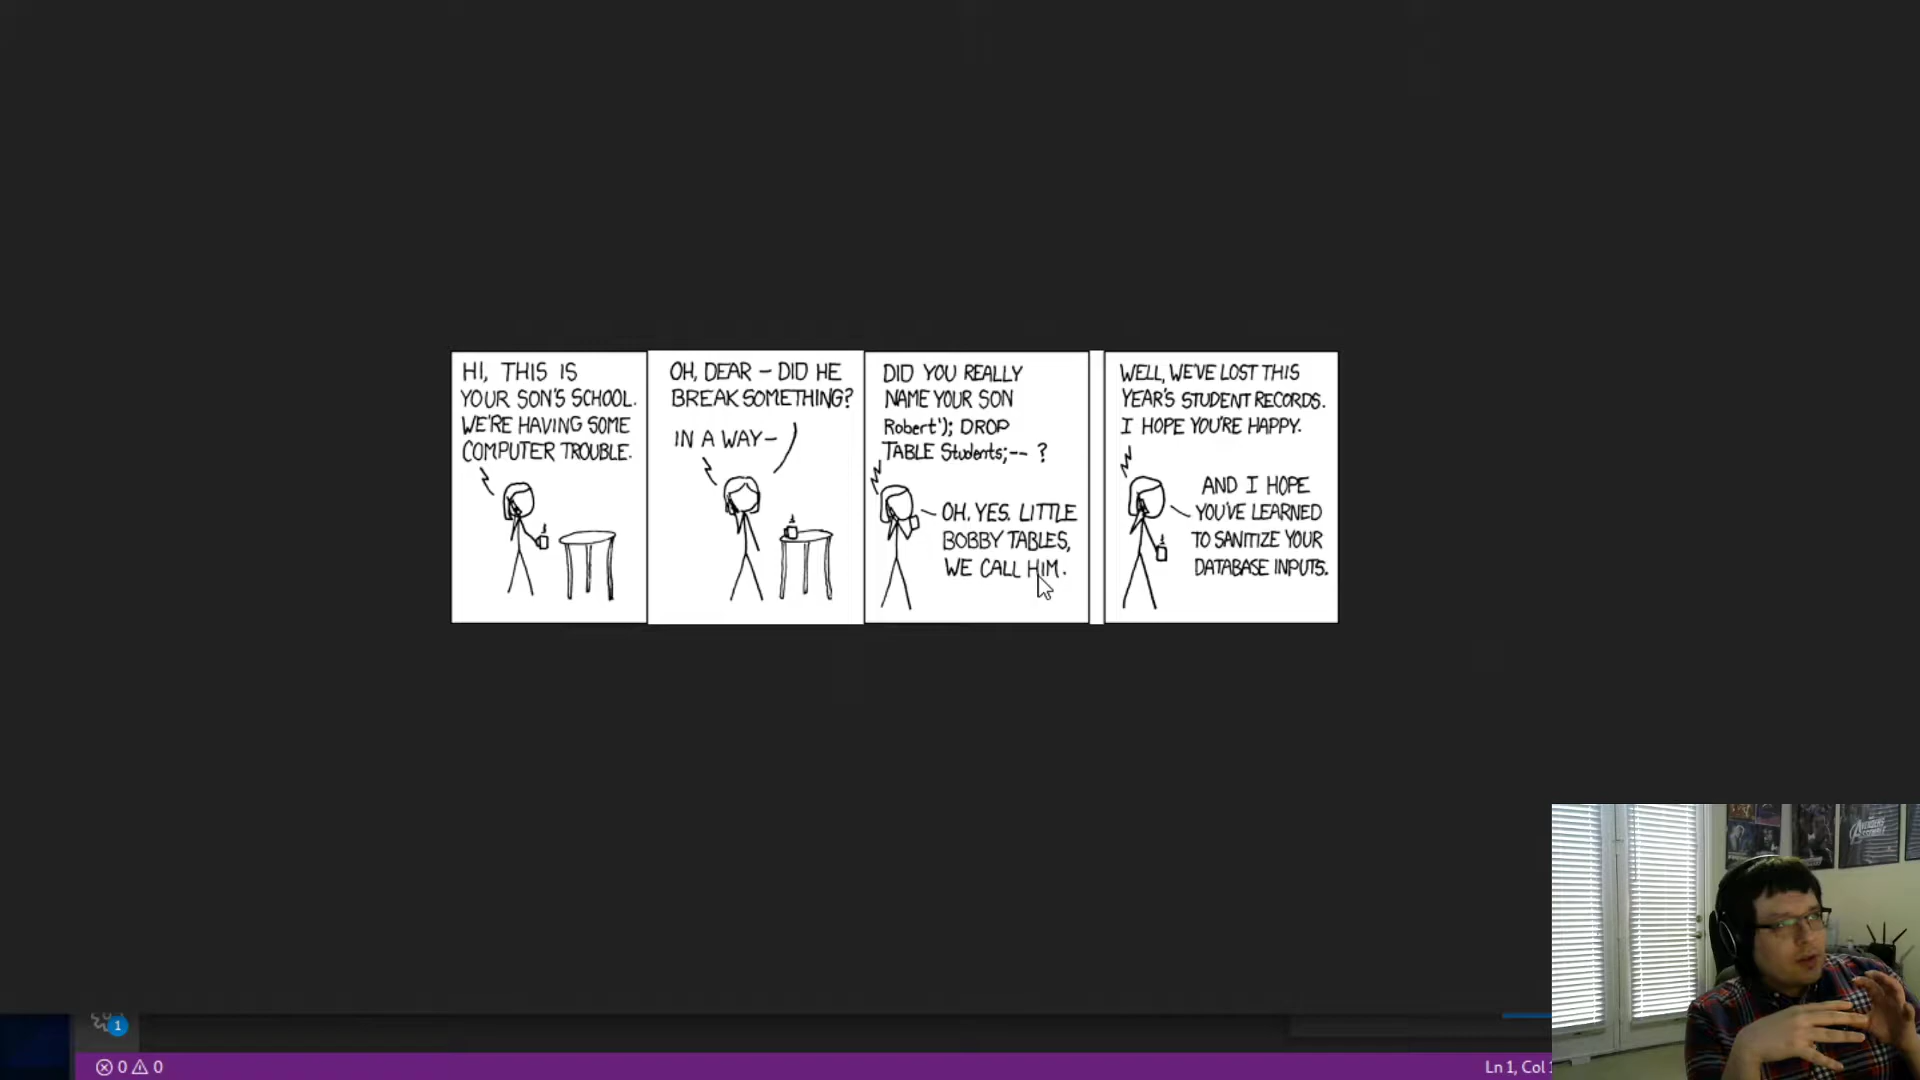 HI, THIS IS
YOUR SON'S SCHOOL.
WE'RE HAVING SOME
COMPUTER TROUBLE.
OH, DEAR – DID HE
BREAK SOMETHING?
IN A WAY–
DID YOU REALLY
NAME YOUR SON
Robert'); DROP
TABLE Students;-- ?
OH, YES. LITTLE
BOBBY TABLES,
WE CALL HIM.
WELL, WE'VE LOST THIS
YEAR'S STUDENT RECORDS.
I HOPE YOU'RE HAPPY.
AND I HOPE
YOU'VE LEARNED
TO SANITIZE YOUR
DATABASE INPUTS.
AVENGERS
1
0 0
Ln 1, Col